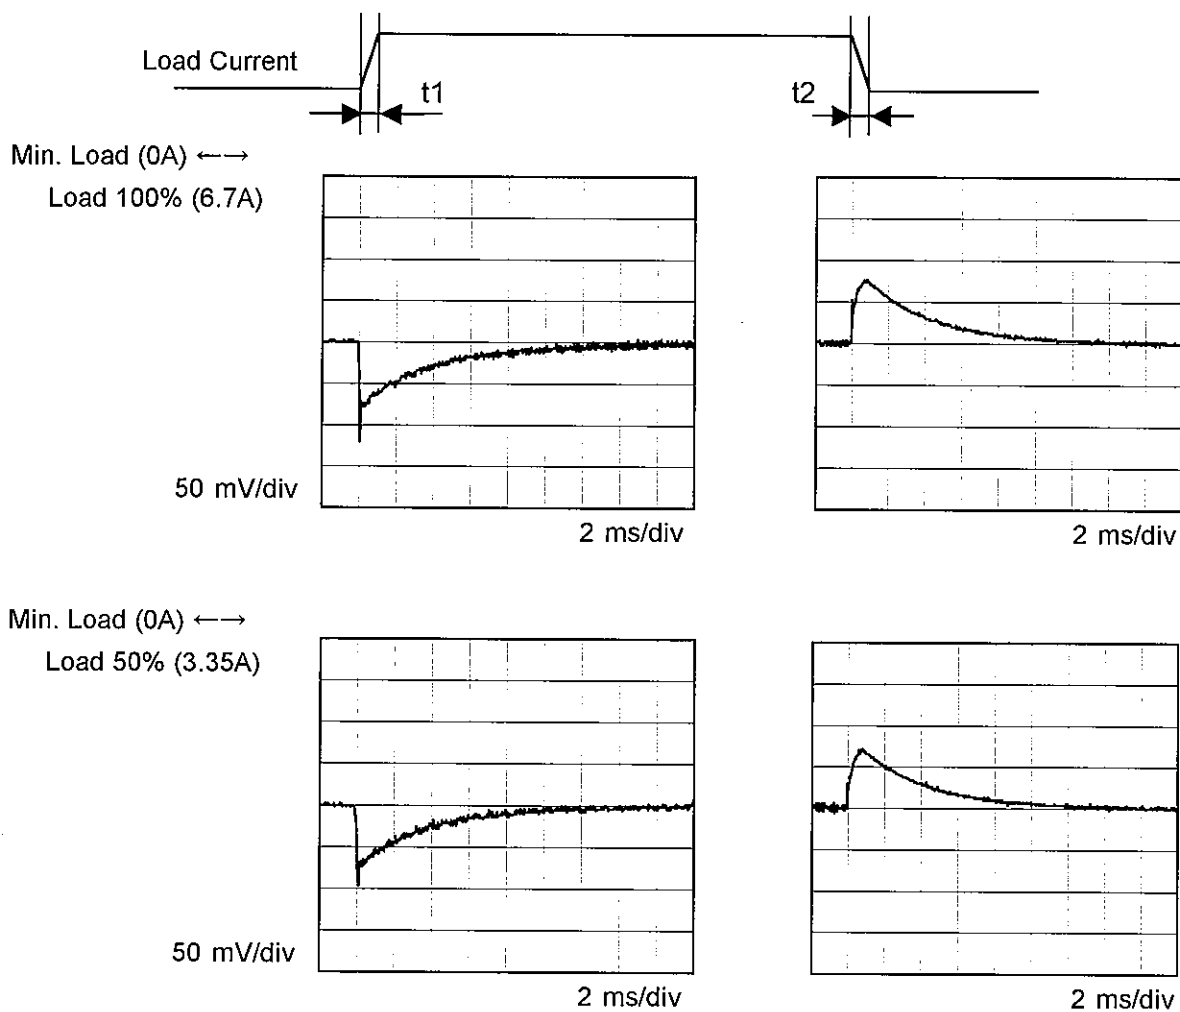 Load Current
t1
t2
Min. Load (0A) ←→
Load 100% (6.7A)
50 mV/div
2 ms/div
2 ms/div
Min. Load (0A) ←→
Load 50% (3.35A)
50 mV/div
2 ms/div
2 ms/div